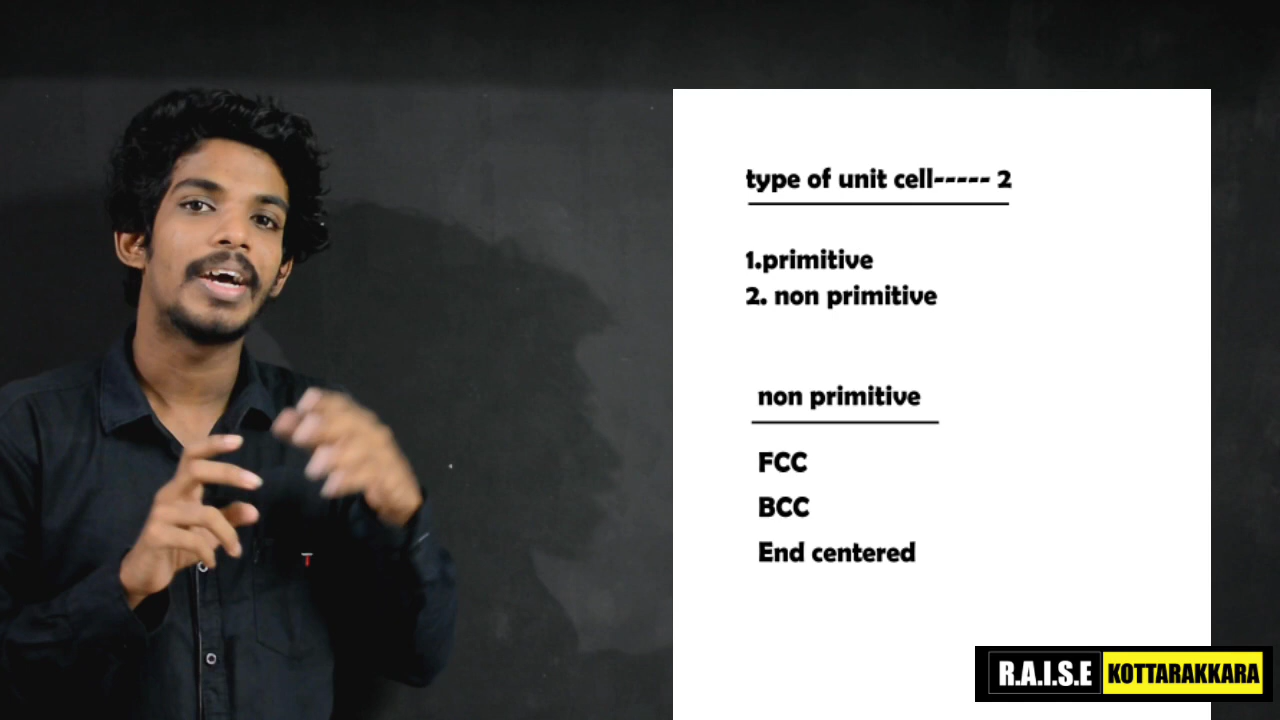 type of unit cell----- 2
1.primitive
2. non primitive
non primitive
FCC
BCC
End centered
T
R.A.I.S.E KOTTARAKKARA